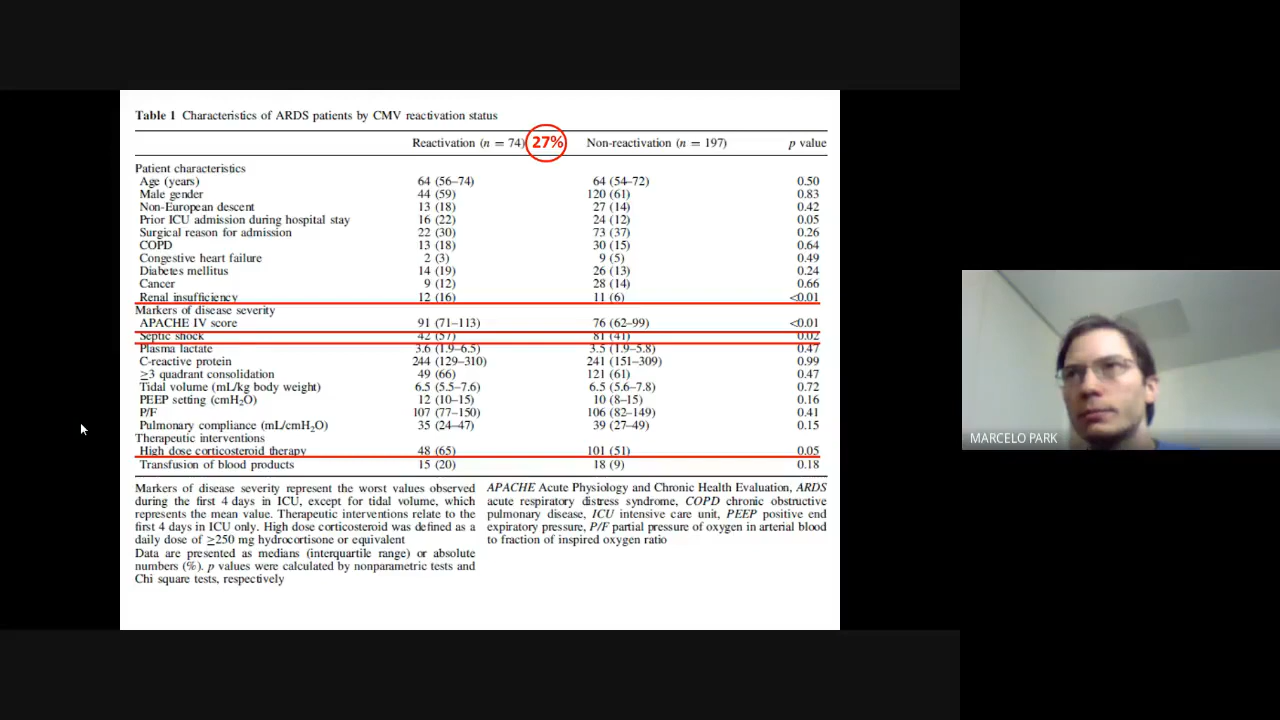 Table 1 Characteristics of ARDS patients by CMV reactivation status
Reactivation (n = 74) 27% Non-reactivation (n = 197) p value
Patient characteristics
Age (years) 64 (56–74) 64 (54–72) 0.50
Male gender 44 (59) 120 (61) 0.83
Non-European descent 13 (18) 27 (14) 0.42
Prior ICU admission during hospital stay 16 (22) 24 (12) 0.05
Surgical reason for admission 22 (30) 73 (37) 0.26
COPD 13 (18) 30 (15) 0.64
Congestive heart failure 2 (3) 9 (5) 0.49
Diabetes mellitus 14 (19) 26 (13) 0.24
Cancer 9 (12) 28 (14) 0.66
Renal insufficiency 12 (16) 11 (6) <0.01
Markers of disease severity
APACHE IV score 91 (71–113) 76 (62–99) <0.01
Septic shock 42 (57) 81 (41) 0.02
Plasma lactate 3.6 (1.9–6.5) 3.5 (1.9–5.8) 0.47
C-reactive protein 244 (129–310) 241 (151–309) 0.99
≥3 quadrant consolidation 49 (66) 121 (61) 0.47
Tidal volume (mL/kg body weight) 6.5 (5.5–7.6) 6.5 (5.6–7.8) 0.72
PEEP setting (cmH₂O) 12 (10–15) 10 (8–15) 0.16
P/F 107 (77–150) 106 (82–149) 0.41
Pulmonary compliance (mL/cmH₂O) 35 (24–47) 39 (27–49) 0.15
Therapeutic interventions
High dose corticosteroid therapy 48 (65) 101 (51) 0.05
Transfusion of blood products 15 (20) 18 (9) 0.18
Markers of disease severity represent the worst values observed
during the first 4 days in ICU, except for tidal volume, which
represents the mean value. Therapeutic interventions relate to the
first 4 days in ICU only. High dose corticosteroid was defined as a
daily dose of ≥250 mg hydrocortisone or equivalent
Data are presented as medians (interquartile range) or absolute
numbers (%). p values were calculated by nonparametric tests and
Chi square tests, respectively
APACHE Acute Physiology and Chronic Health Evaluation, ARDS
acute respiratory distress syndrome, COPD chronic obstructive
pulmonary disease, ICU intensive care unit, PEEP positive end
expiratory pressure, P/F partial pressure of oxygen in arterial blood
to fraction of inspired oxygen ratio
MARCELO PARK